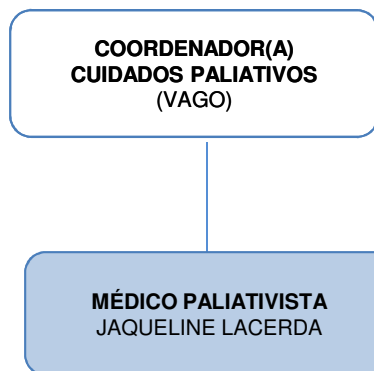 COORDENADOR(A)
CUIDADOS PALIATIVOS
(VAGO)
MÉDICO PALIATIVISTA
JAQUELINE LACERDA